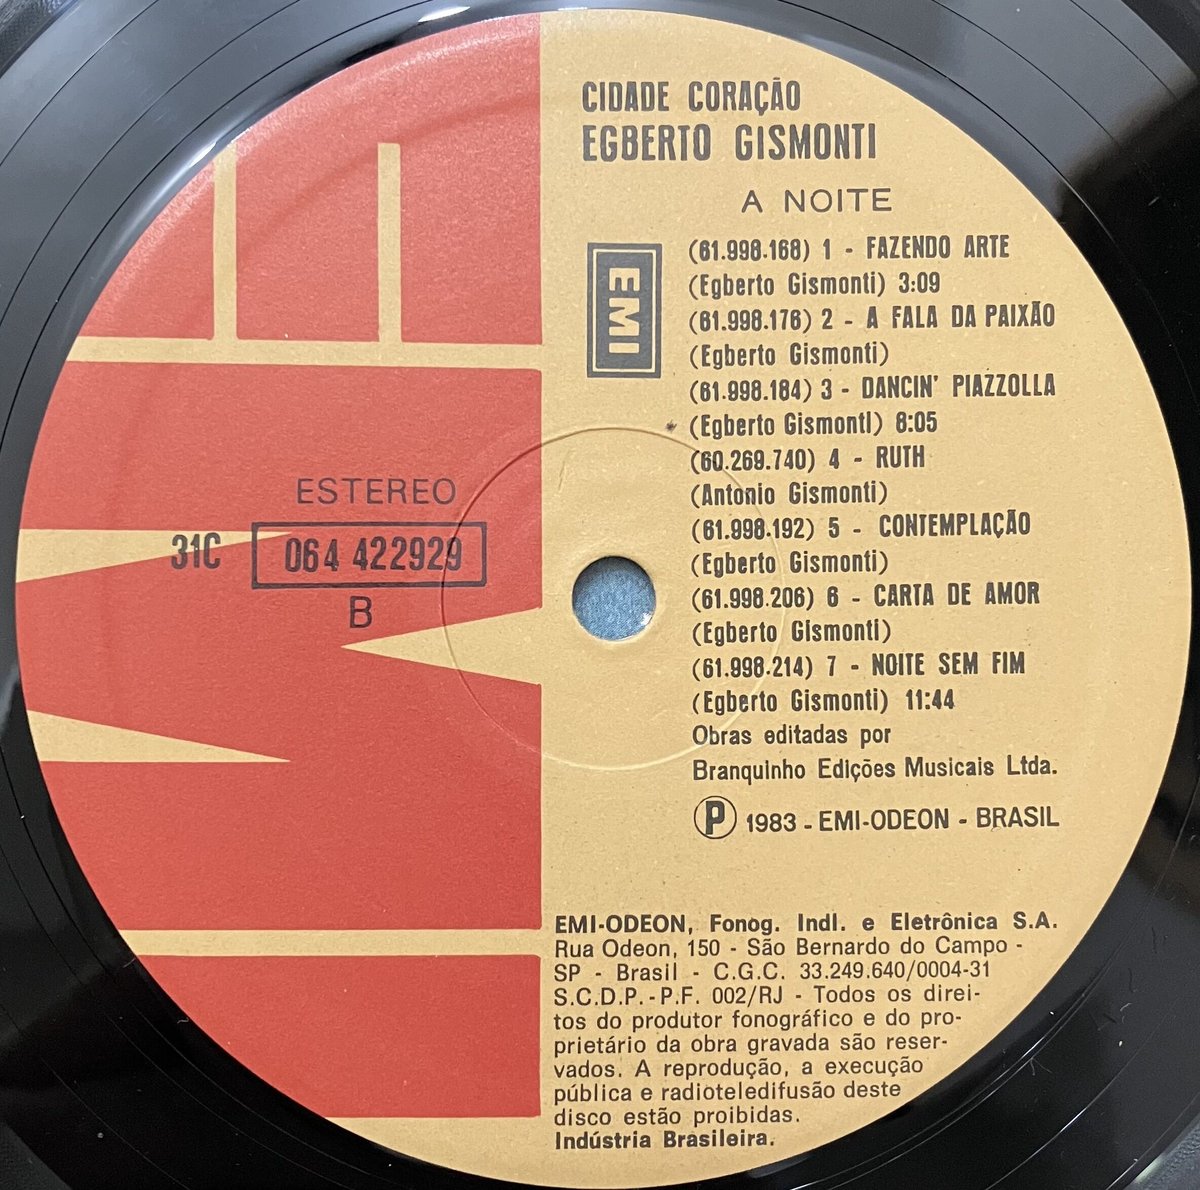 CIDADE CORAÇÃO
EGBERTO GISMONTI
A NOITE
EMI
(61.998.168) 1 - FAZENDO ARTE
(Egberto Gismonti) 3:09
(61.998.176) 2 - A FALA DA PAIXÃO
(Egberto Gismonti)
(61.998.184) 3 - DANCIN' PIAZZOLLA
(Egberto Gismonti) 8:05
(60.269.740) 4 - RUTH
(Antonio Gismonti)
(61.998.192) 5 - CONTEMPLAÇÃO
(Egberto Gismonti)
(61.998.206) 6 - CARTA DE AMOR
(Egberto Gismonti)
(61.998.214) 7 - NOITE SEM FIM
(Egberto Gismonti) 11:44
Obras editadas por
Branquinho Edições Musicais Ltda.
Ⓟ 1983 - EMI-ODEON - BRASIL
ESTEREO
31C 064 422929
B
EMI-ODEON, Fonog. Indl. e Eletrônica S.A.
Rua Odeon, 150 - São Bernardo do Campo -
SP - Brasil - C.G.C. 33.249.640/0004-31
S.C.D.P. - P.F. 002/RJ - Todos os direi-
tos do produtor fonográfico e do pro-
prietário da obra gravada são reser-
vados. A reprodução, a execução
pública e radioteledifusão deste
disco estão proibidas.
Indústria Brasileira.